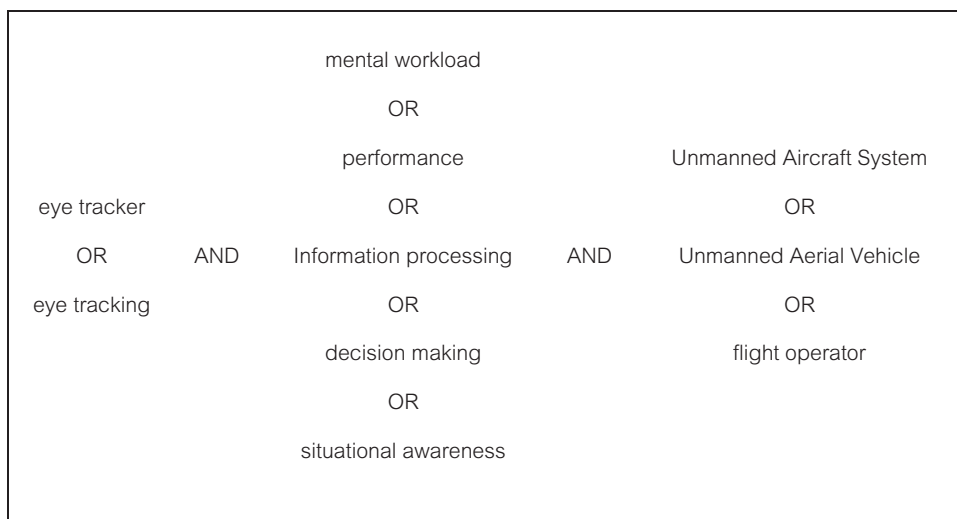 mental workload
OR
performance Unmanned Aircraft System
eye tracker OR OR
OR AND Information processing AND Unmanned Aerial Vehicle
eye tracking OR OR
decision making flight operator
OR
situational awareness